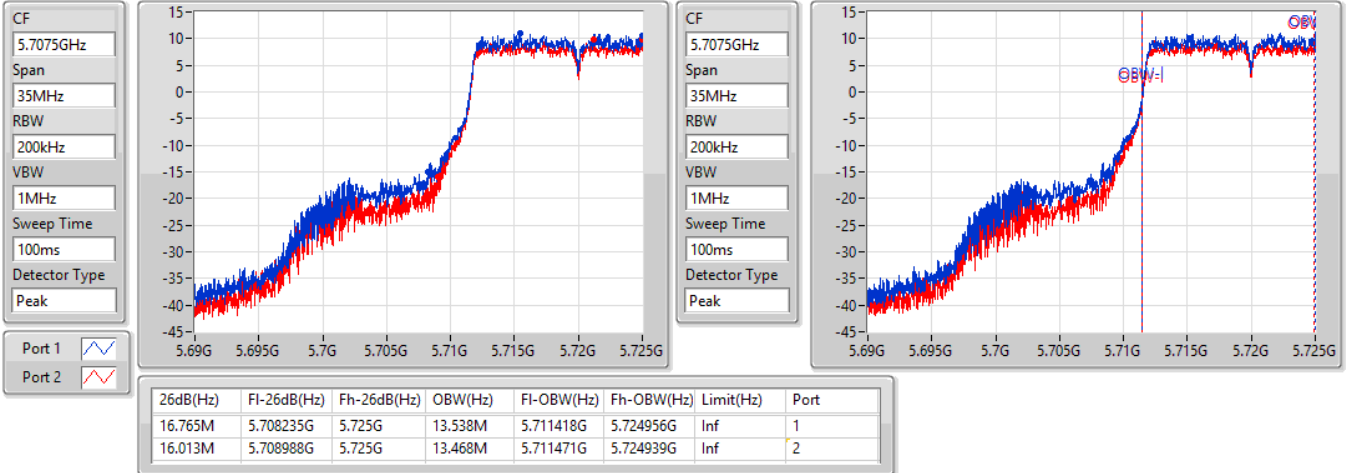 CF
5.7075GHz
Span
35MHz
RBW
200kHz
VBW
1MHz
Sweep Time
100ms
Detector Type
Peak
Port 1
Port 2
15
10
5
0
-5
-10
-15
-20
-25
-30
-35
-40
-45
5.69G 5.695G 5.7G 5.705G 5.71G 5.715G 5.72G 5.725G
CF
5.7075GHz
Span
35MHz
RBW
200kHz
VBW
1MHz
Sweep Time
100ms
Detector Type
Peak
15
10
5
0
-5
-10
-15
-20
-25
-30
-35
-40
-45
OBW-l
5.69G 5.695G 5.7G 5.705G 5.71G 5.715G 5.72G 5.725G
26dB(Hz) Fl-26dB(Hz) Fh-26dB(Hz) OBW(Hz) Fl-OBW(Hz) Fh-OBW(Hz) Limit(Hz) Port
16.765M 5.708235G 5.725G 13.538M 5.711418G 5.724956G Inf 1
16.013M 5.708988G 5.725G 13.468M 5.711471G 5.724939G Inf 2